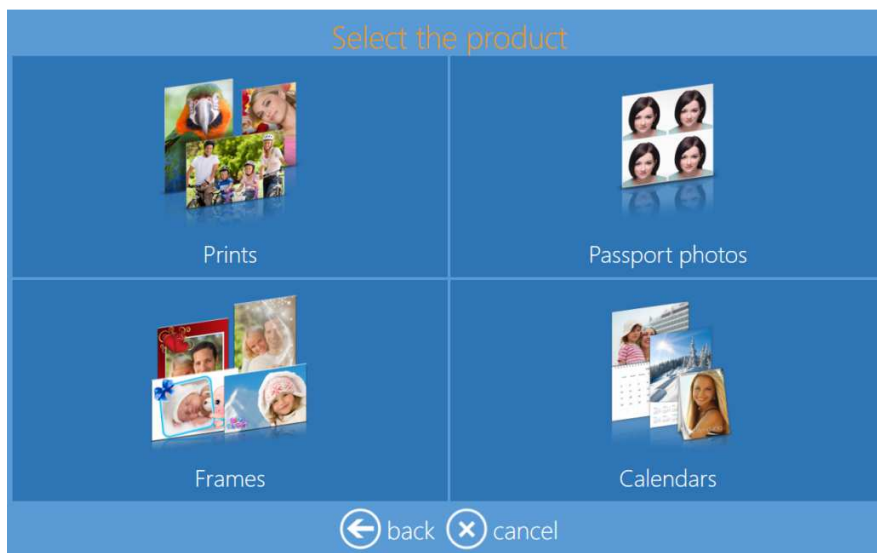 Select the product
Prints
Passport photos
Frames
Calendars
back cancel